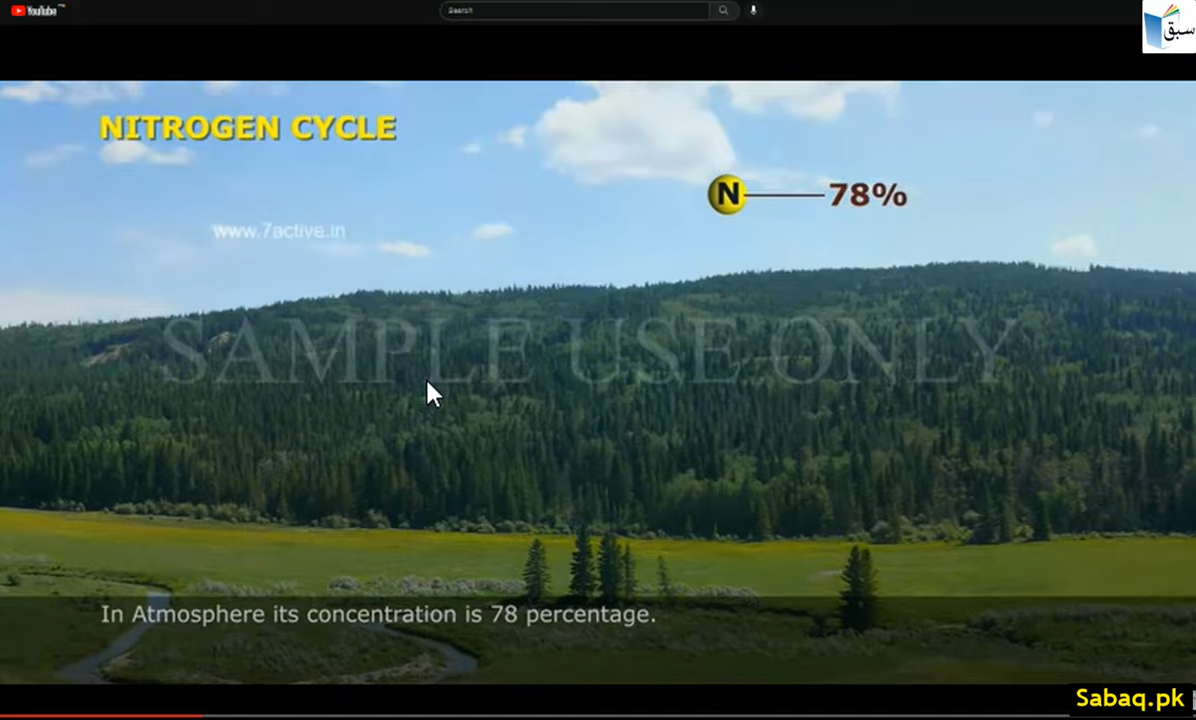 YouTube
Search
سبق
NITROGEN CYCLE
N 78%
www.7active.in
SAMPLE USE ONLY
In Atmosphere its concentration is 78 percentage.
Sabaq.pk